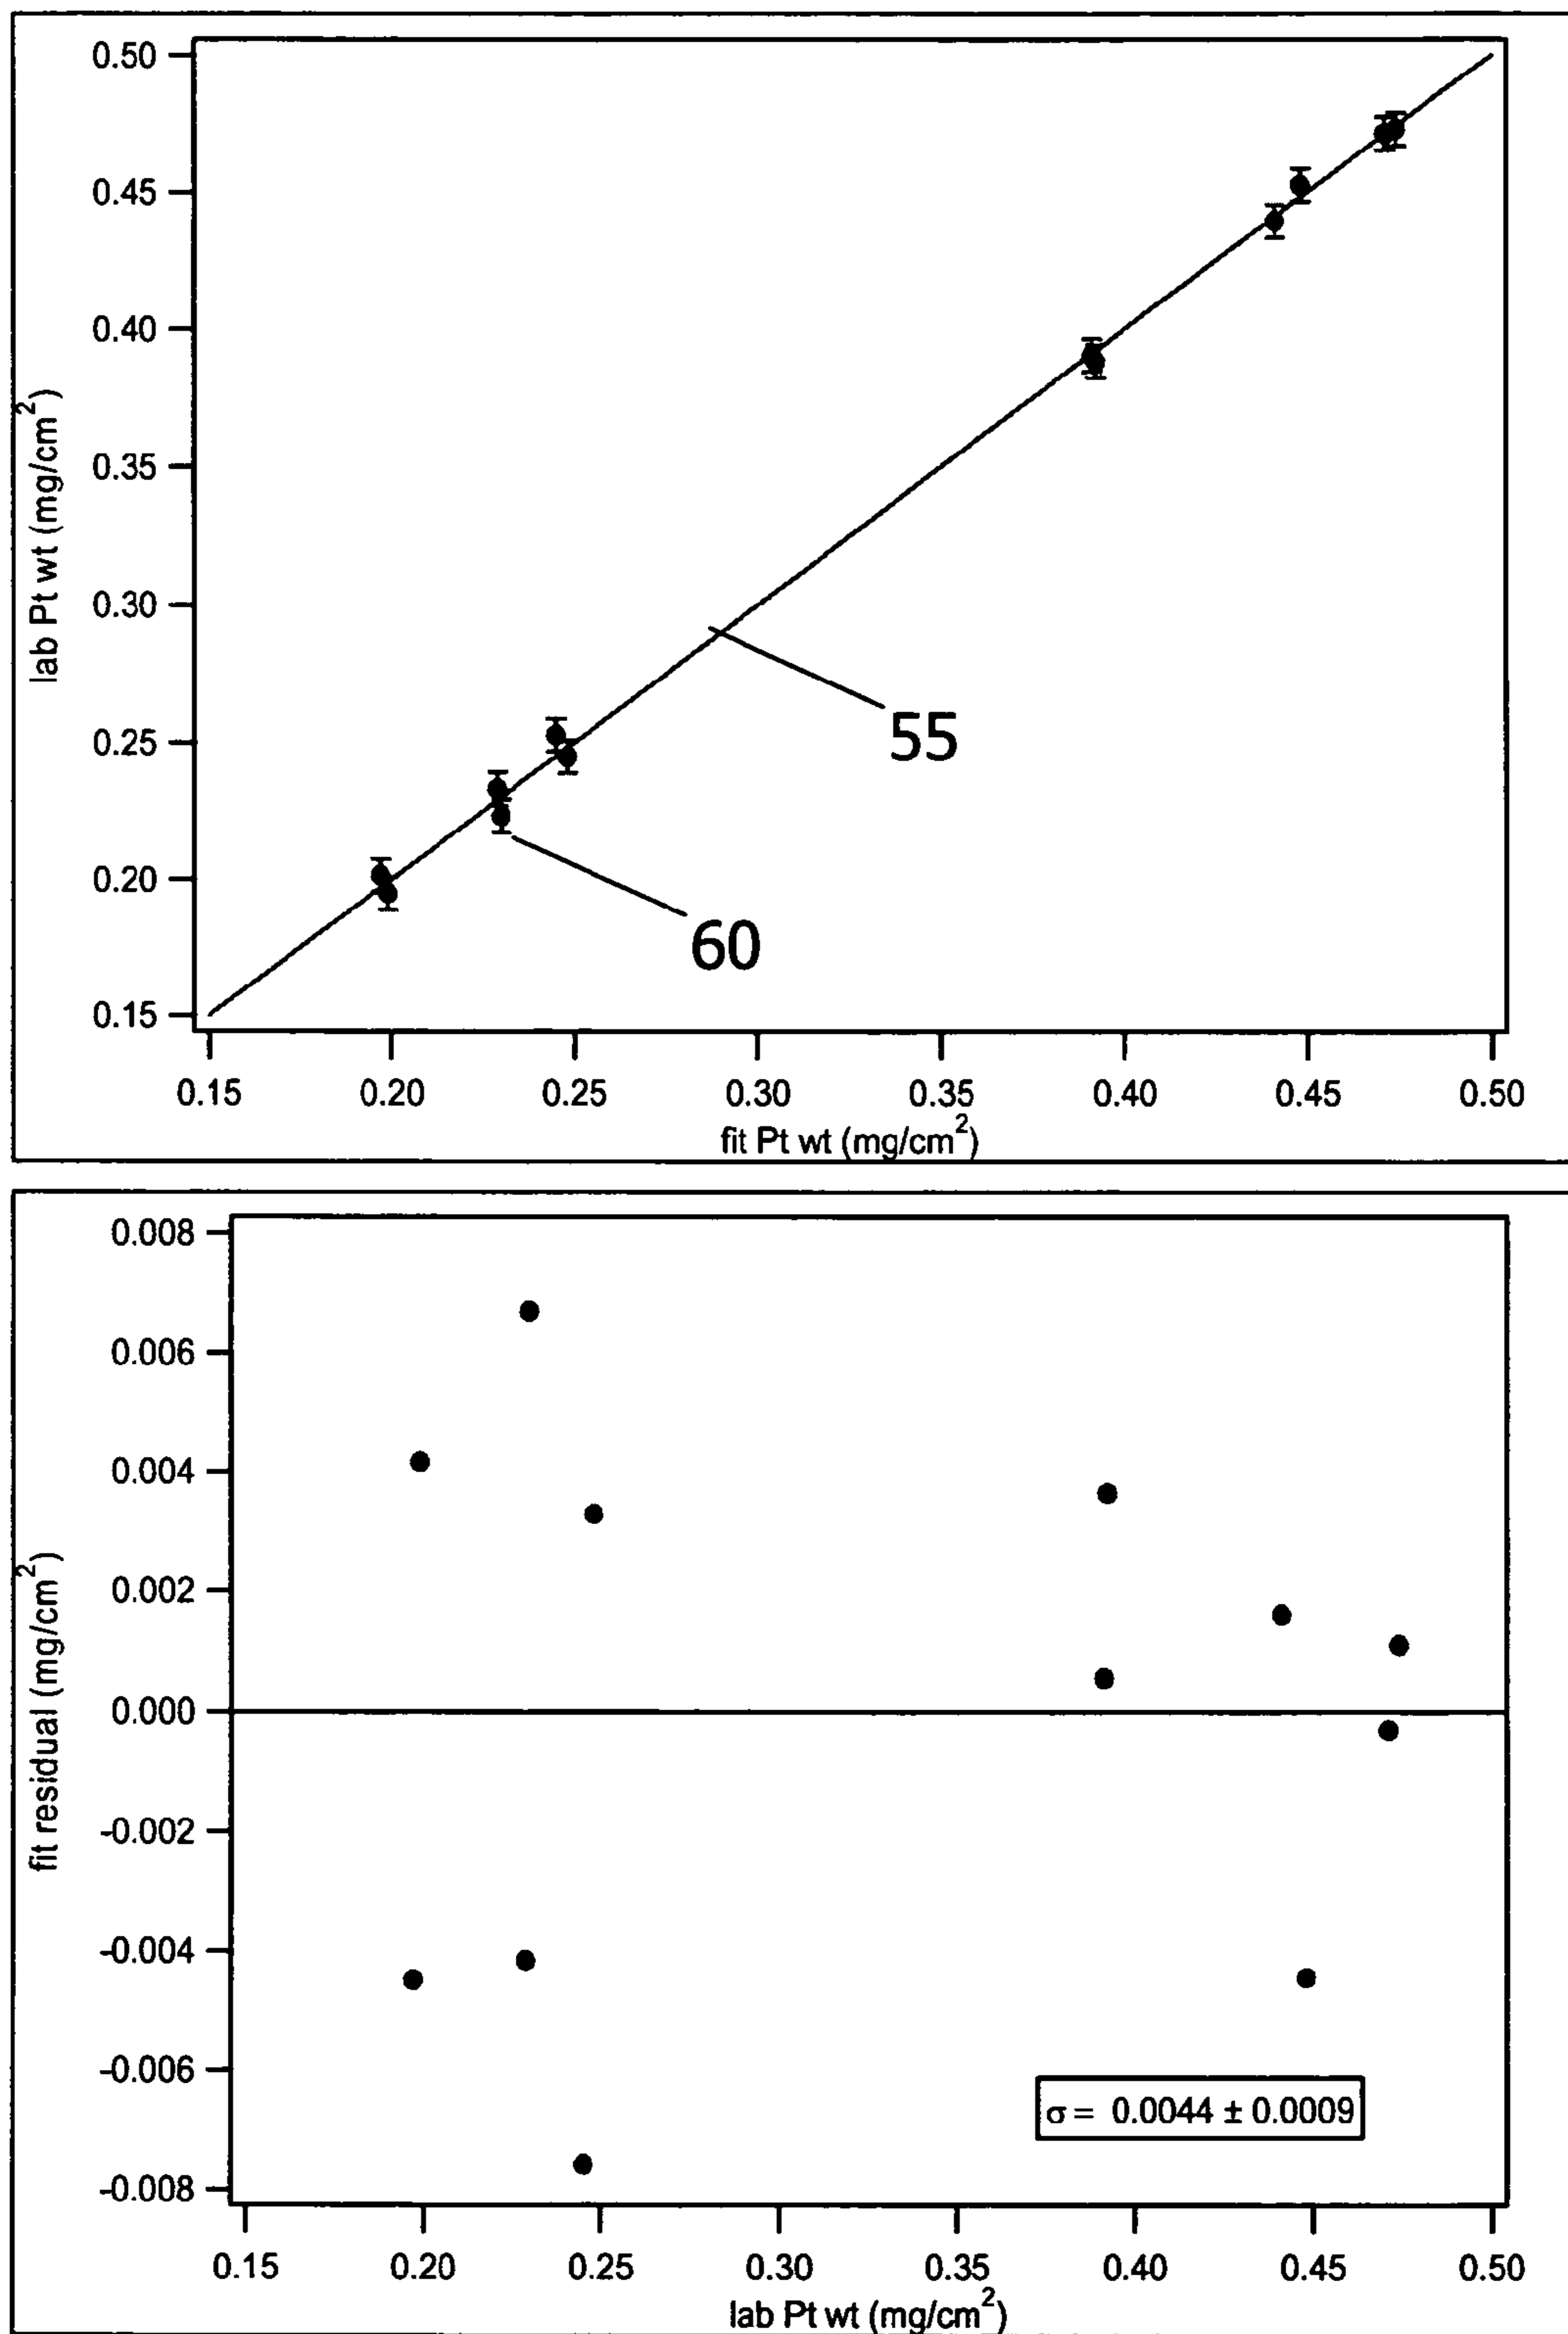 0.50
0.45
0.40
0.35
0.30
0.25
0.20
0.15
lab Pt wt (mg/cm²)
55
60
0.15 0.20 0.25 0.30 0.35 0.40 0.45 0.50
fit Pt wt (mg/cm²)
0.008
0.006
0.004
0.002
0.000
-0.002
-0.004
-0.006
-0.008
fit residual (mg/cm²)
σ = 0.0044 ± 0.0009
0.15 0.20 0.25 0.30 0.35 0.40 0.45 0.50
lab Pt wt (mg/cm²)